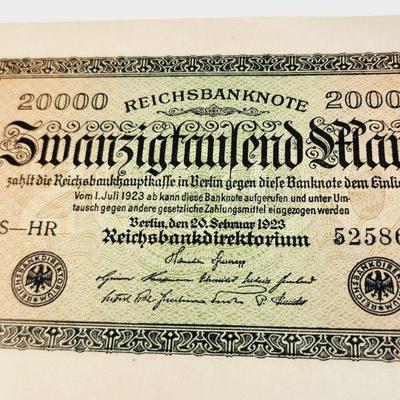 20000 REICHSBANKNOTE 2000
Zwanzigtausend Mar
zahlt die Reichsbankhauptkasse in Berlin gegen diese Banknote dem Einlie
Vom 1. Juli 1923 ab kann diese Banknote aufgerufen und unter Um-
tausch gegen andere gesetzliche Zahlungsmittel eingezogen werden
Berlin, den 20. Februar 1923
Reichsbankdirektorium
S—HR 52586